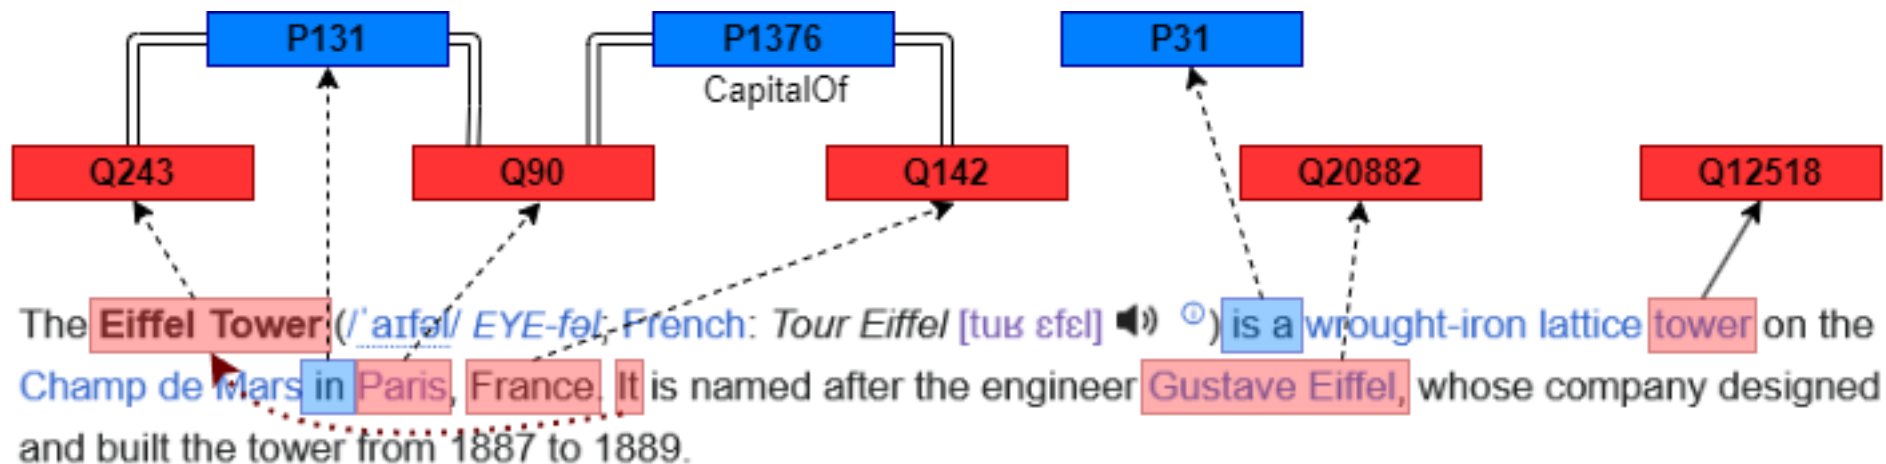 P131 P1376 P31
CapitalOf
Q243 Q90 Q142 Q20882 Q12518
The Eiffel Tower (/ˈaɪfəl/ EYE-fəl; French: Tour Eiffel [tuʁ ɛfɛl] ) is a wrought-iron lattice tower on the
Champ de Mars in Paris, France. It is named after the engineer Gustave Eiffel, whose company designed
and built the tower from 1887 to 1889.